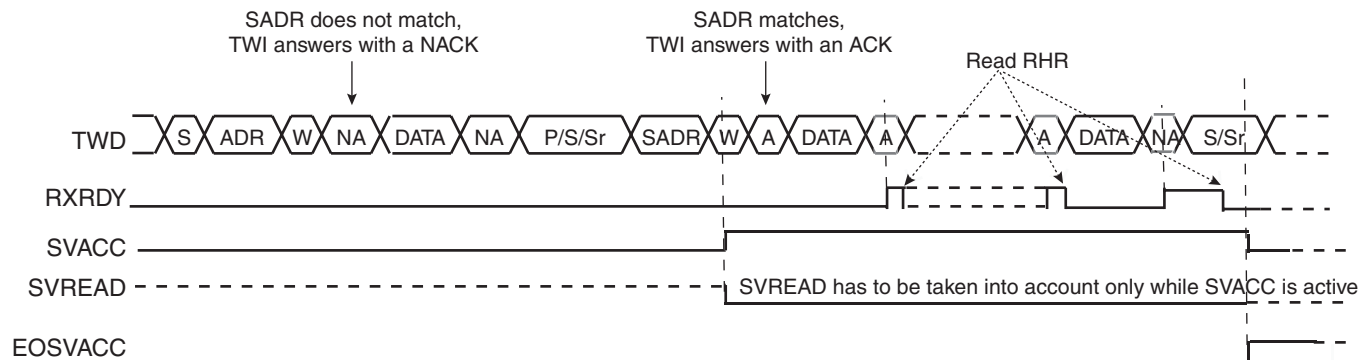 SADR does not match,
TWI answers with a NACK
SADR matches,
TWI answers with an ACK
Read RHR
TWD S ADR W NA DATA NA P/S/Sr SADR W A DATA A A DATA NA S/Sr
RXRDY
SVACC
SVREAD SVREAD has to be taken into account only while SVACC is active
EOSVACC